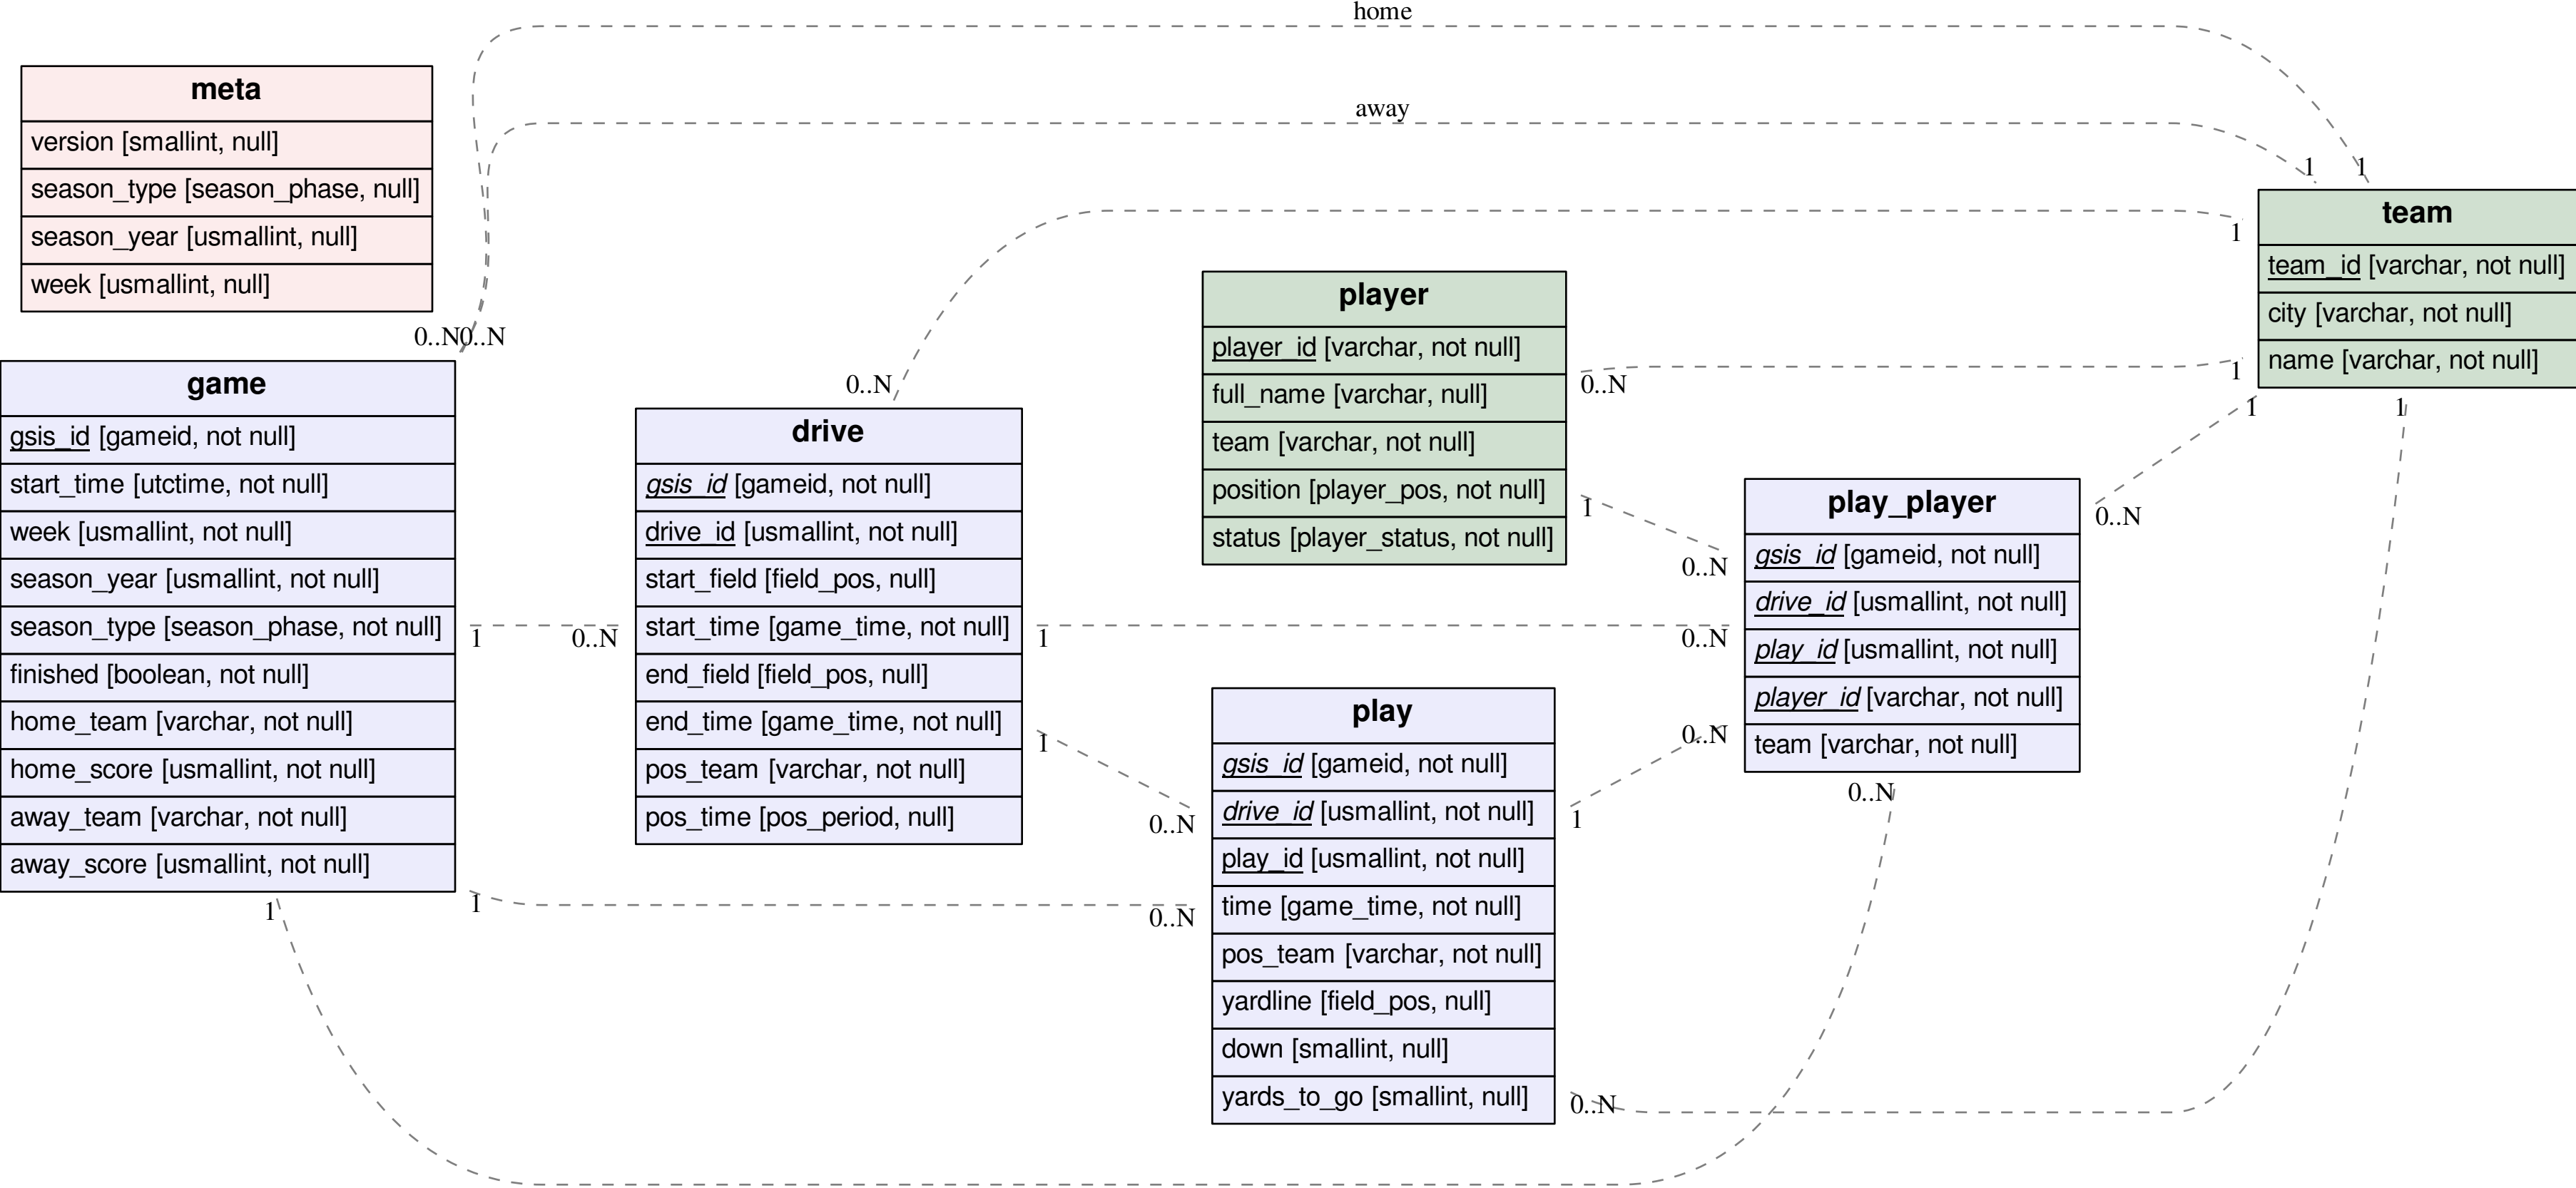 home
away
meta
version [smallint, null]
season_type [season_phase, null]
season_year [usmallint, null]
week [usmallint, null]
0..N
0..N
game
gsis_id [gameid, not null]
start_time [utctime, not null]
week [usmallint, not null]
season_year [usmallint, not null]
season_type [season_phase, not null]
finished [boolean, not null]
home_team [varchar, not null]
home_score [usmallint, not null]
away_team [varchar, not null]
away_score [usmallint, not null]
1
0..N
1
0..N
1
0..N
drive
gsis_id [gameid, not null]
drive_id [usmallint, not null]
start_field [field_pos, null]
start_time [game_time, not null]
end_field [field_pos, null]
end_time [game_time, not null]
pos_team [varchar, not null]
pos_time [pos_period, null]
1
0..N
1
0..N
player
player_id [varchar, not null]
full_name [varchar, null]
team [varchar, not null]
position [player_pos, not null]
status [player_status, not null]
0..N
1
0..N
play
gsis_id [gameid, not null]
drive_id [usmallint, not null]
play_id [usmallint, not null]
time [game_time, not null]
pos_team [varchar, not null]
yardline [field_pos, null]
down [smallint, null]
yards_to_go [smallint, null]
1
0..N
0..N
play_player
gsis_id [gameid, not null]
drive_id [usmallint, not null]
play_id [usmallint, not null]
player_id [varchar, not null]
team [varchar, not null]
0..N
0..N
1
1
1
1
1
1
team
team_id [varchar, not null]
city [varchar, not null]
name [varchar, not null]